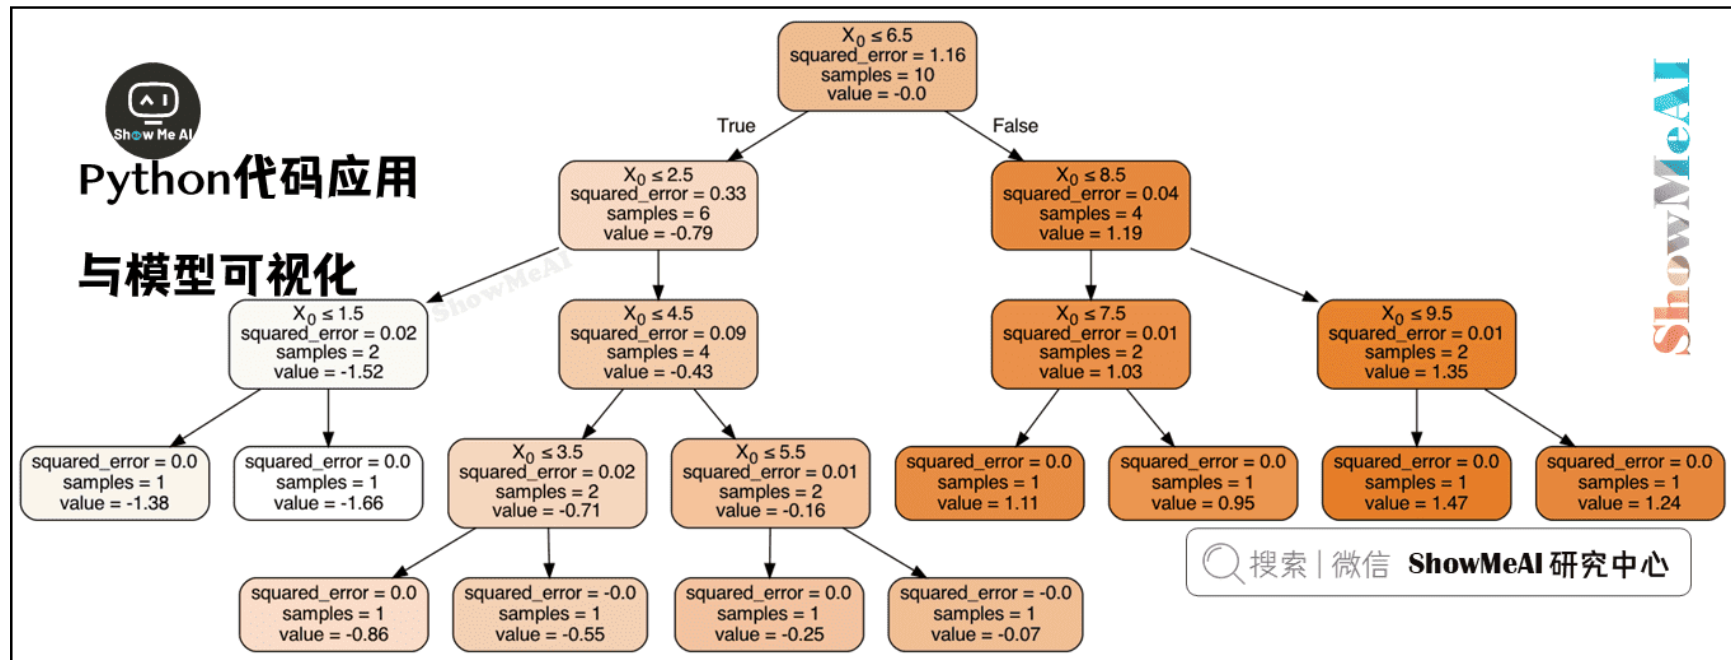 X0 ≤ 6.5
squared_error = 1.16
samples = 10
value = -0.0
True
False
Show Me AI
Python代码应用
与模型可视化
ShowMeAI
X0 ≤ 2.5
squared_error = 0.33
samples = 6
value = -0.79
X0 ≤ 8.5
squared_error = 0.04
samples = 4
value = 1.19
ShowMeAI
X0 ≤ 1.5
squared_error = 0.02
samples = 2
value = -1.52
X0 ≤ 4.5
squared_error = 0.09
samples = 4
value = -0.43
X0 ≤ 7.5
squared_error = 0.01
samples = 2
value = 1.03
X0 ≤ 9.5
squared_error = 0.01
samples = 2
value = 1.35
squared_error = 0.0
samples = 1
value = -1.38
squared_error = 0.0
samples = 1
value = -1.66
X0 ≤ 3.5
squared_error = 0.02
samples = 2
value = -0.71
X0 ≤ 5.5
squared_error = 0.01
samples = 2
value = -0.16
squared_error = 0.0
samples = 1
value = 1.11
squared_error = 0.0
samples = 1
value = 0.95
squared_error = 0.0
samples = 1
value = 1.47
squared_error = 0.0
samples = 1
value = 1.24
squared_error = 0.0
samples = 1
value = -0.86
squared_error = -0.0
samples = 1
value = -0.55
squared_error = 0.0
samples = 1
value = -0.25
squared_error = -0.0
samples = 1
value = -0.07
搜索 | 微信 ShowMeAI 研究中心